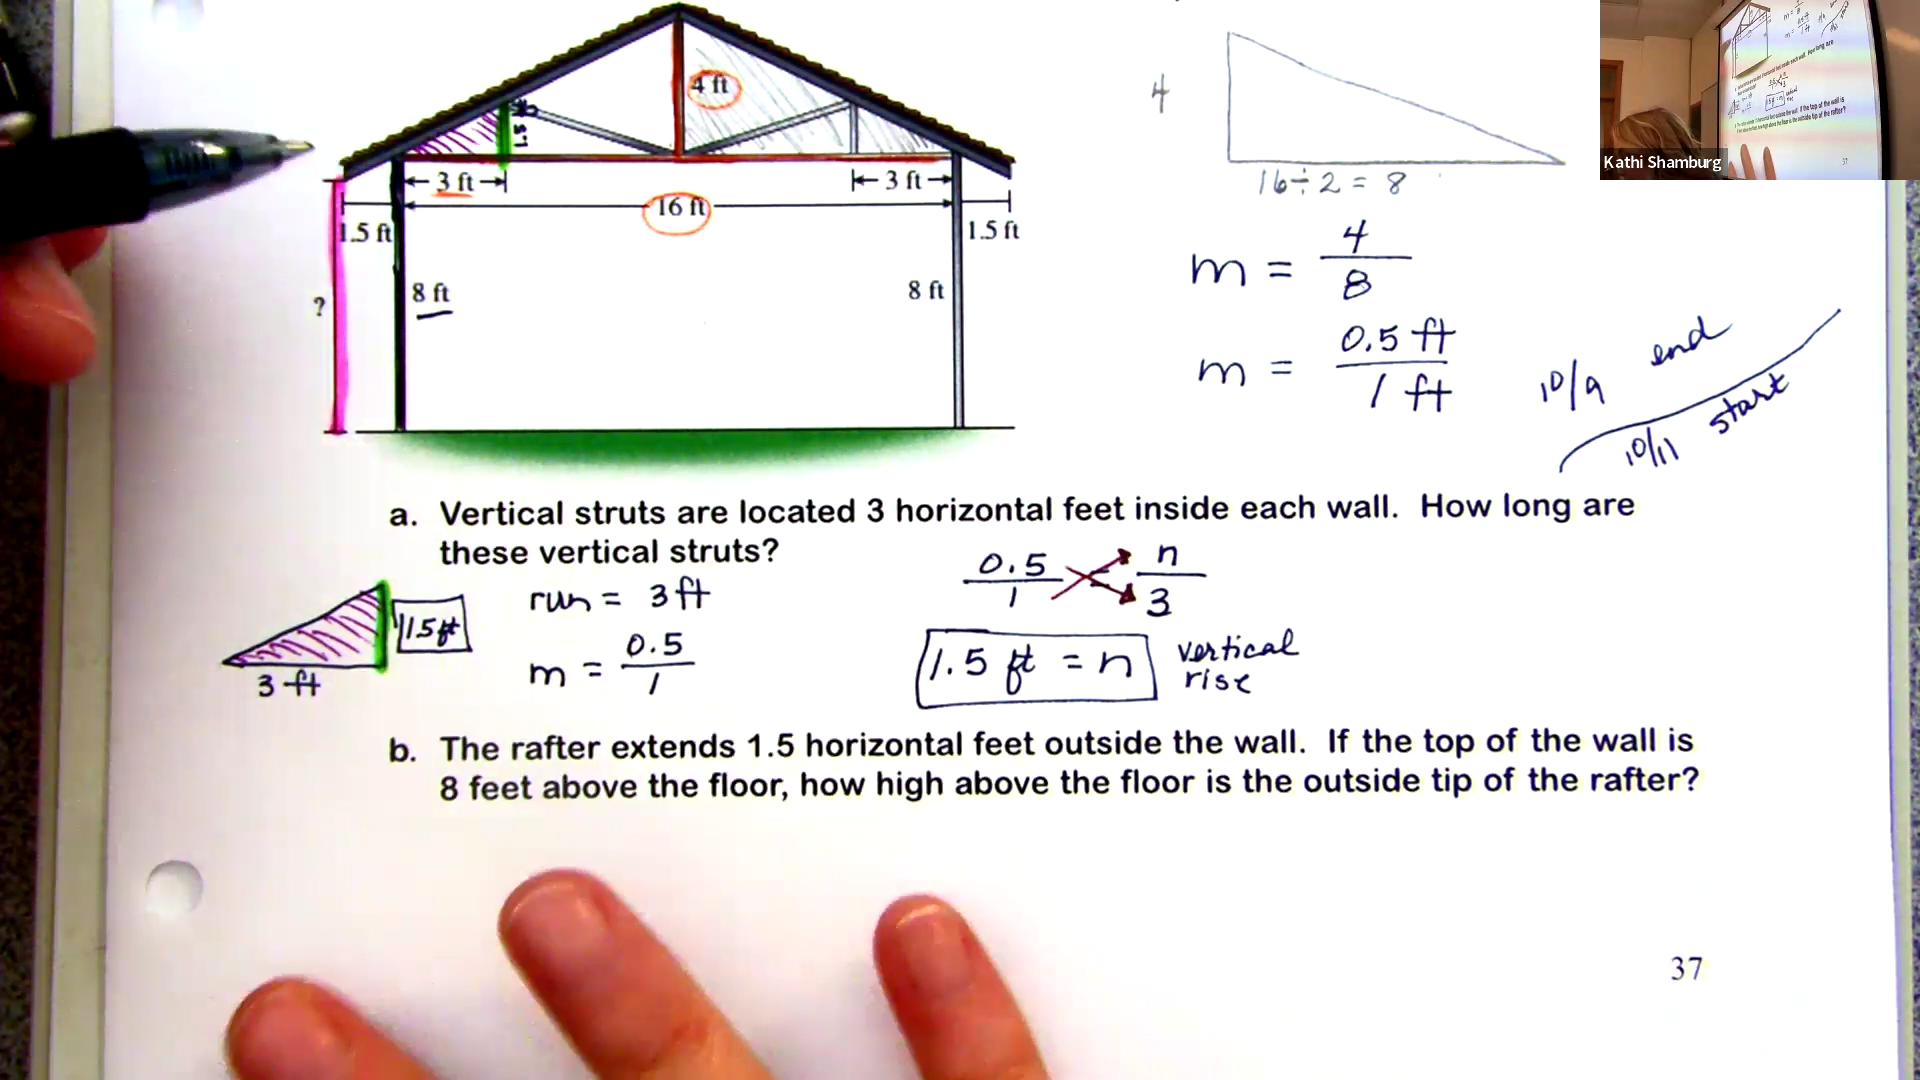 4 ft
1.5
3 ft
3 ft
16 ft
1.5 ft
1.5 ft
?
8 ft
8 ft
4
16 ÷ 2 = 8
m = 4/8
m = 0.5 ft / 1 ft
10/9 end
10/11 start
a. Vertical struts are located 3 horizontal feet inside each wall. How long are
these vertical struts?
1.5 ft
3 ft
run = 3 ft
m = 0.5/1
0.5/1 = n/3
1.5 ft = n
vertical
rise
b. The rafter extends 1.5 horizontal feet outside the wall. If the top of the wall is
8 feet above the floor, how high above the floor is the outside tip of the rafter?
37
Kathi Shamburg